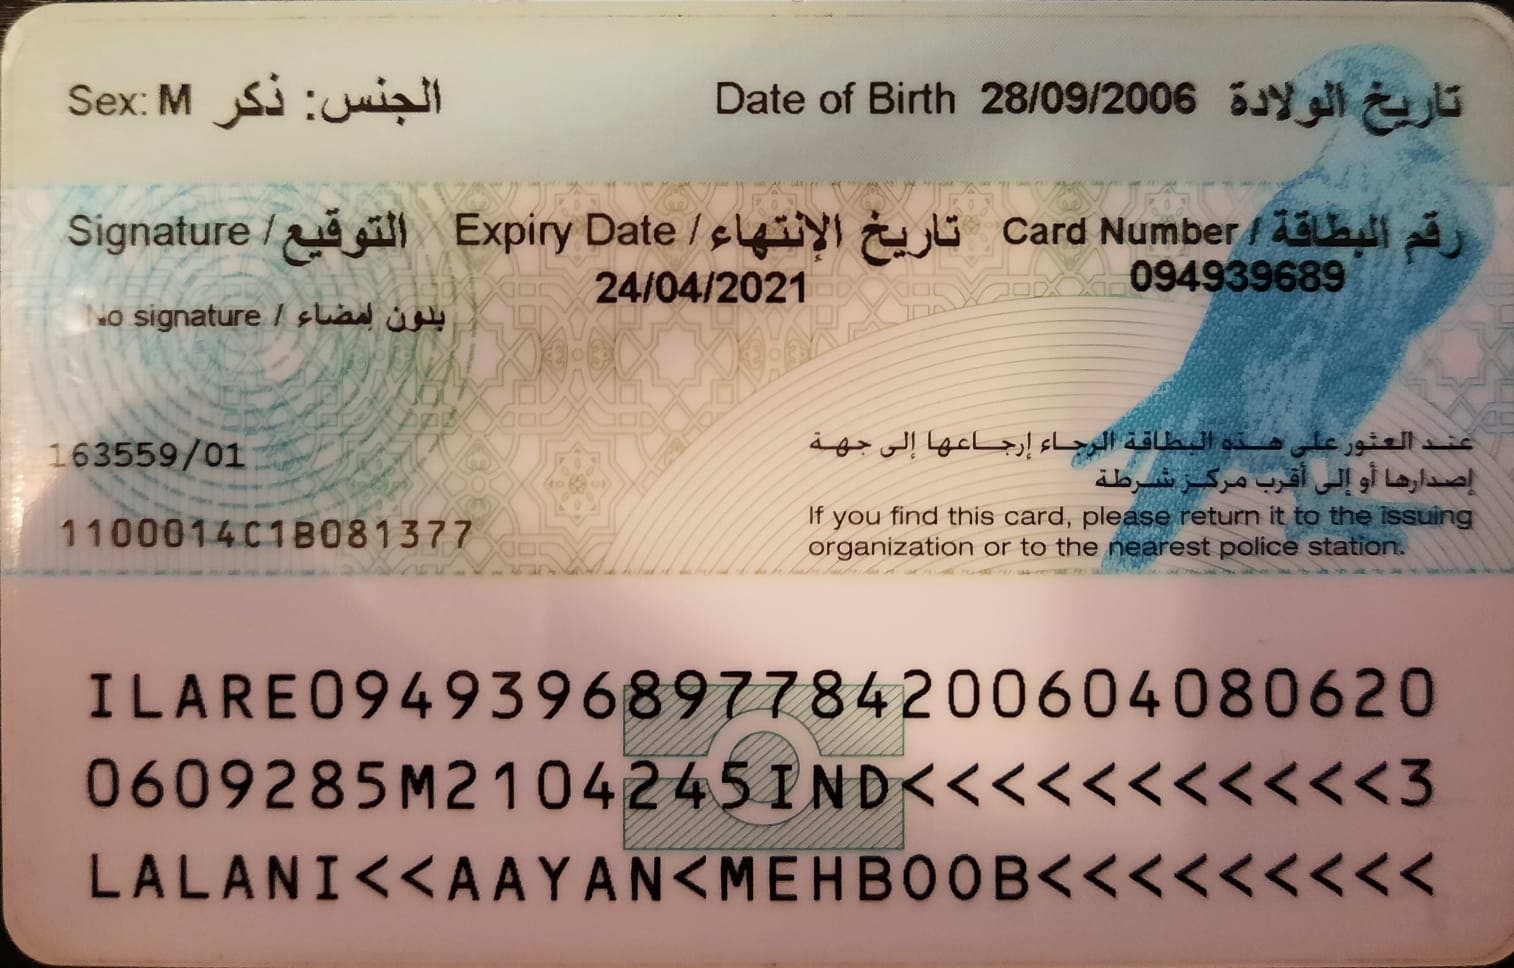 Sex: M الجنس: ذكر
Date of Birth 28/09/2006 تاريخ الولادة
Signature / التوقيع
Expiry Date / تاريخ الإنتهاء
Card Number / رقم البطاقة
094939689
24/04/2021
No signature / بدون إمضاء
163559/01
عند العثور على هذه البطاقة الرجاء إرجاعها إلى جهة
إصدارها أو إلى أقرب مركز شرطة
1100014C1B081377
If you find this card, please return it to the issuing
organization or to the nearest police station.
ILARE0949396897784200604080620
0609285M2104245IND<<<<<<<<<<<3
LALANI<<AAYAN<MEHBOOB<<<<<<<<<